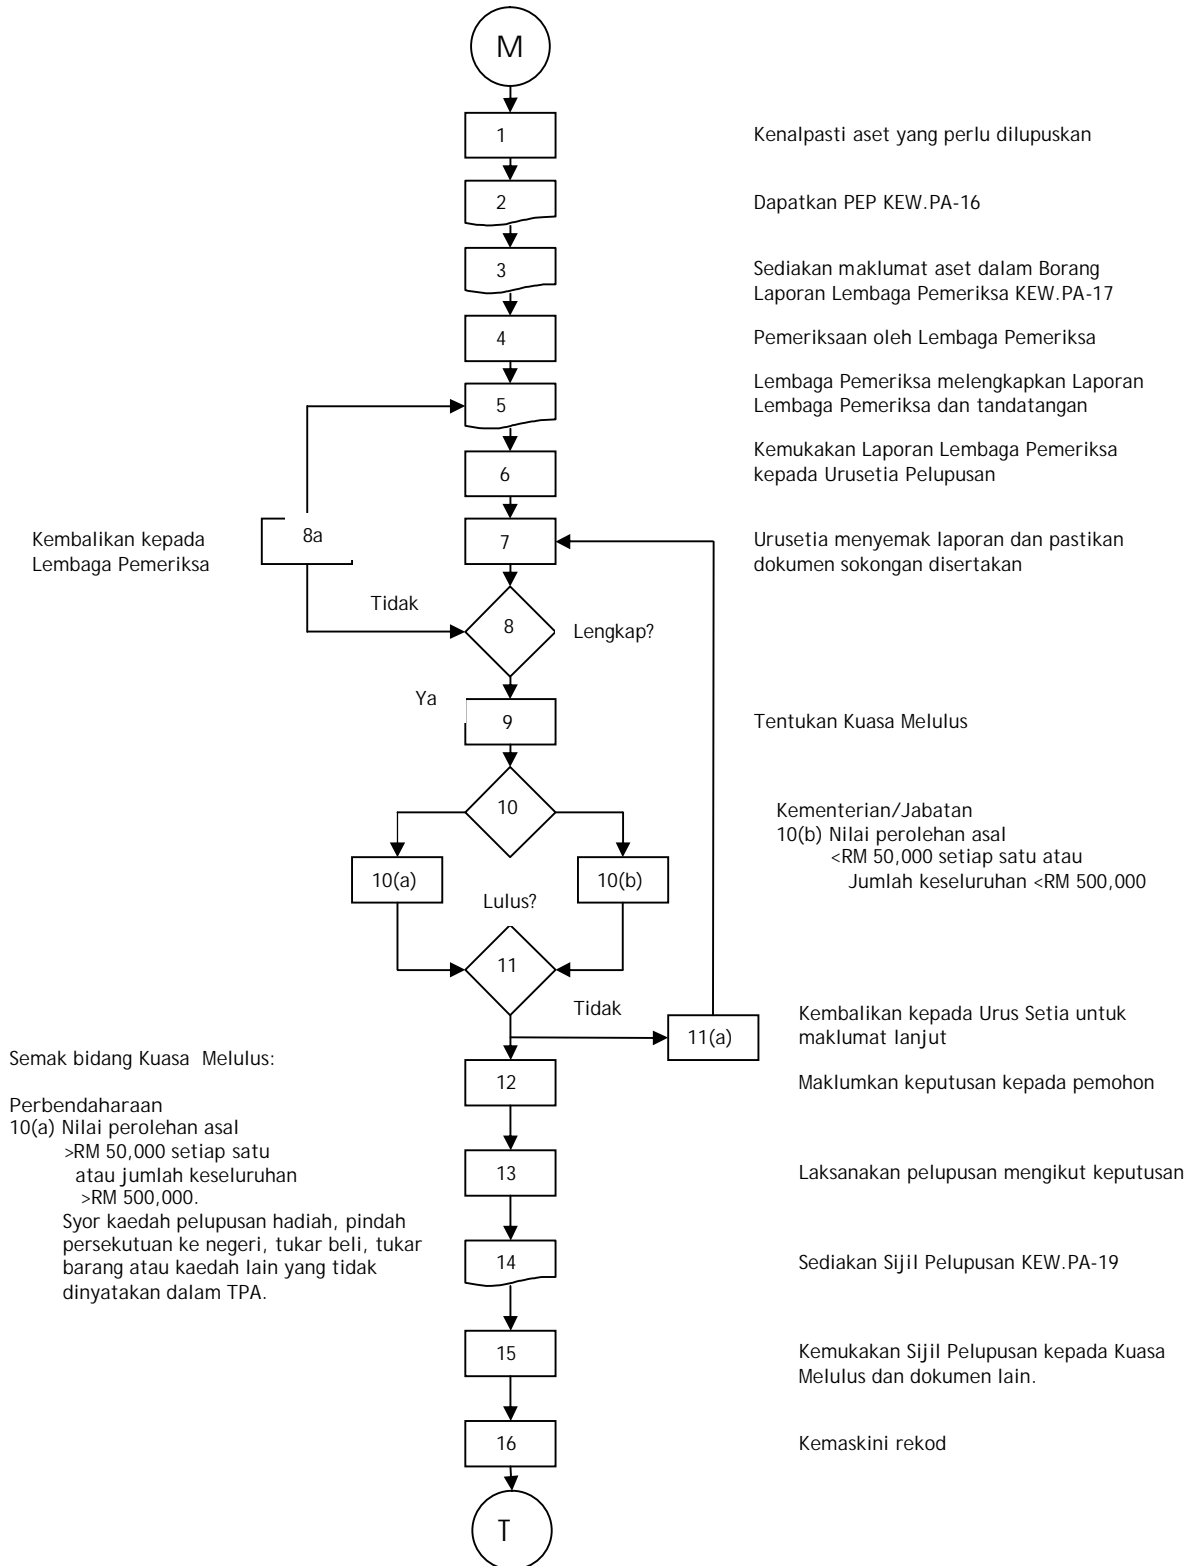 M
1
Kenalpasti aset yang perlu dilupuskan
2
Dapatkan PEP KEW.PA-16
3
Sediakan maklumat aset dalam Borang
Laporan Lembaga Pemeriksa KEW.PA-17
4
Pemeriksaan oleh Lembaga Pemeriksa
5
Lembaga Pemeriksa melengkapkan Laporan
Lembaga Pemeriksa dan tandatangan
6
Kemukakan Laporan Lembaga Pemeriksa
kepada Urusetia Pelupusan
Kembalikan kepada
Lembaga Pemeriksa
8a
7
Urusetia menyemak laporan dan pastikan
dokumen sokongan disertakan
Tidak
8
Lengkap?
Ya
9
Tentukan Kuasa Melulus
10
Kementerian/Jabatan
10(b) Nilai perolehan asal
<RM 50,000 setiap satu atau
Jumlah keseluruhan <RM 500,000
10(a)
10(b)
Lulus?
11
Tidak
11(a)
Kembalikan kepada Urus Setia untuk
maklumat lanjut
Semak bidang Kuasa  Melulus:
Perbendaharaan
10(a) Nilai perolehan asal
>RM 50,000 setiap satu
atau jumlah keseluruhan
>RM 500,000.
Syor kaedah pelupusan hadiah, pindah
persekutuan ke negeri, tukar beli, tukar
barang atau kaedah lain yang tidak
dinyatakan dalam TPA.
12
Maklumkan keputusan kepada pemohon
13
Laksanakan pelupusan mengikut keputusan
14
Sediakan Sijil Pelupusan KEW.PA-19
15
Kemukakan Sijil Pelupusan kepada Kuasa
Melulus dan dokumen lain.
16
Kemaskini rekod
T